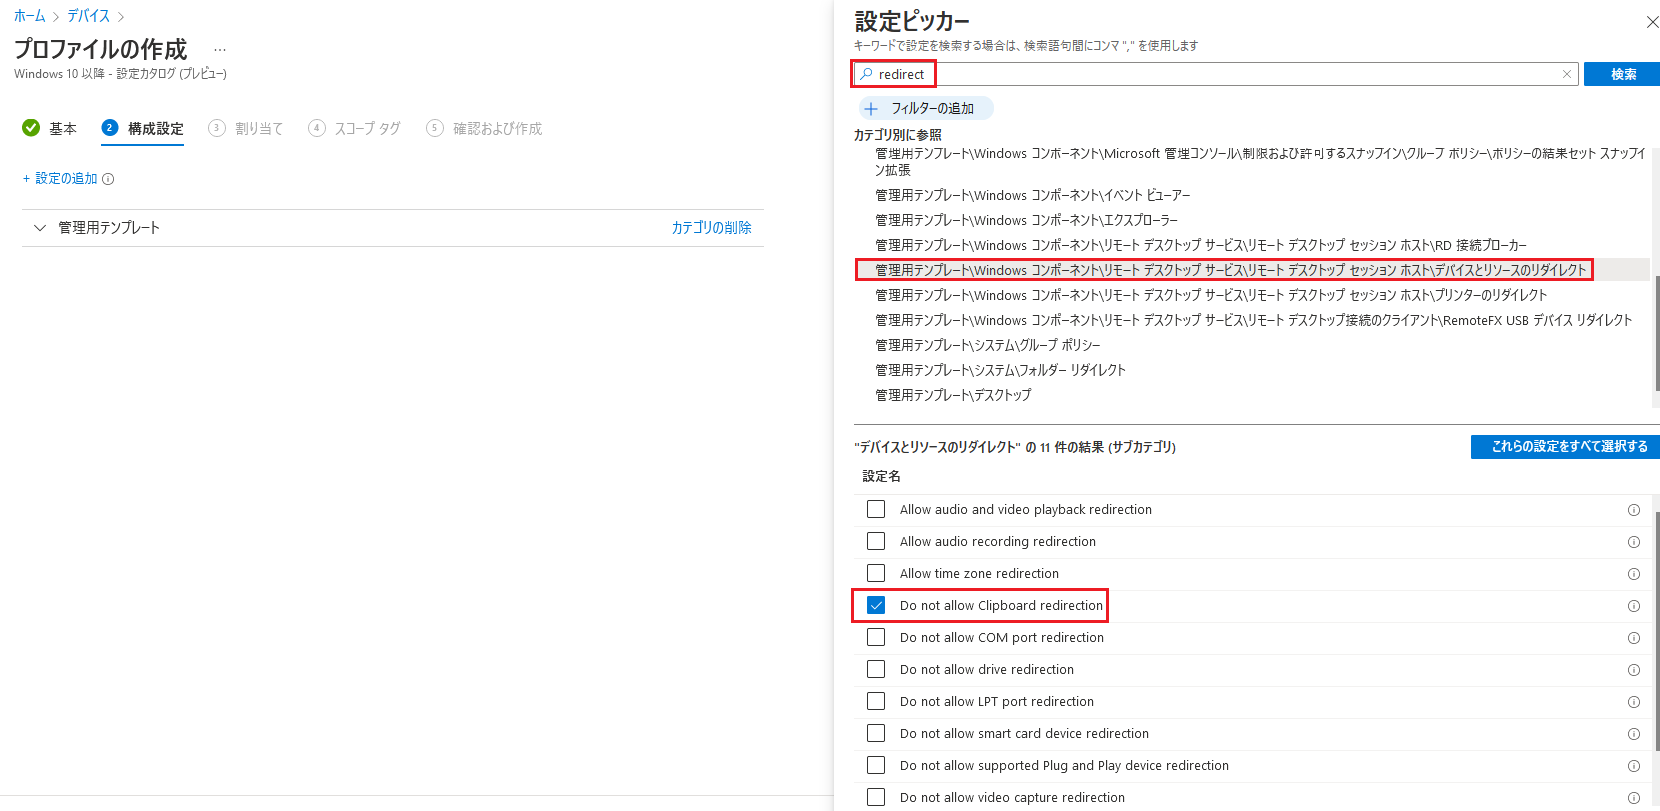 ホーム > デバイス >
プロファイルの作成 …
Windows 10 以降 - 設定カタログ (プレビュー)
基本
2 構成設定
3 割り当て
4 スコープ タグ
5 確認および作成
+ 設定の追加
管理用テンプレート
カテゴリの削除
設定ピッカー
キーワードで設定を検索する場合は、検索語句間にコンマ "," を使用します
redirect
検索
フィルターの追加
カテゴリ別に参照
管理用テンプレート\Windows コンポーネント\Microsoft 管理コンソール\制限および許可するスナップイン\グループ ポリシー\ポリシーの結果セット スナップイ
ン拡張
管理用テンプレート\Windows コンポーネント\イベント ビューアー
管理用テンプレート\Windows コンポーネント\エクスプローラー
管理用テンプレート\Windows コンポーネント\リモート デスクトップ サービス\リモート デスクトップ セッション ホスト\RD 接続ブローカー
管理用テンプレート\Windows コンポーネント\リモート デスクトップ サービス\リモート デスクトップ セッション ホスト\デバイスとリソースのリダイレクト
管理用テンプレート\Windows コンポーネント\リモート デスクトップ サービス\リモート デスクトップ セッション ホスト\プリンターのリダイレクト
管理用テンプレート\Windows コンポーネント\リモート デスクトップ サービス\リモート デスクトップ接続のクライアント\RemoteFX USB デバイス リダイレクト
管理用テンプレート\システム\グループ ポリシー
管理用テンプレート\システム\フォルダー リダイレクト
管理用テンプレート\デスクトップ
"デバイスとリソースのリダイレクト" の 11 件の結果 (サブカテゴリ)
これらの設定をすべて選択する
設定名
Allow audio and video playback redirection
Allow audio recording redirection
Allow time zone redirection
Do not allow Clipboard redirection
Do not allow COM port redirection
Do not allow drive redirection
Do not allow LPT port redirection
Do not allow smart card device redirection
Do not allow supported Plug and Play device redirection
Do not allow video capture redirection